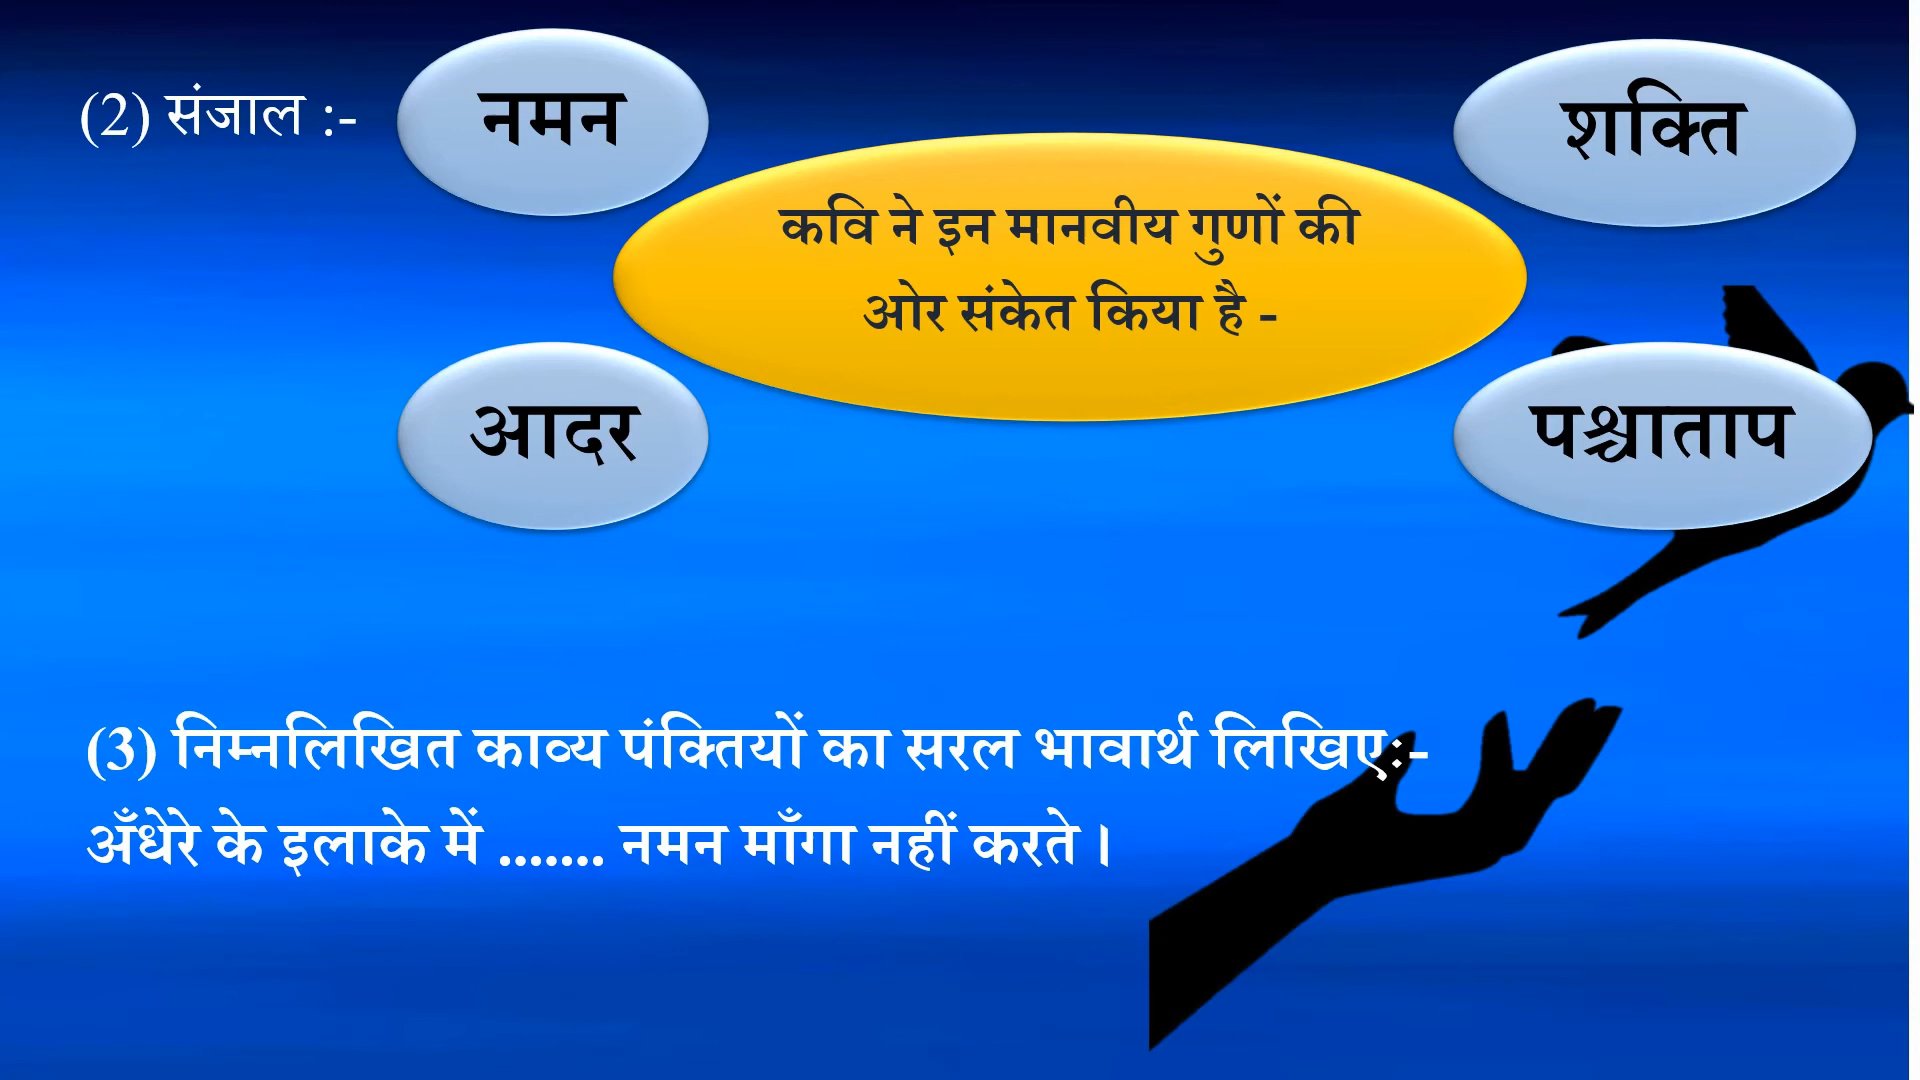 (2) संजाल :-
नमन
शक्ति
कवि ने इन मानवीय गुणों की
ओर संकेत किया है -
आदर
पश्चाताप
(3) निम्नलिखित काव्य पंक्तियों का सरल भावार्थ लिखिए:-
अँधेरे के इलाके में ....... नमन माँगा नहीं करते ।